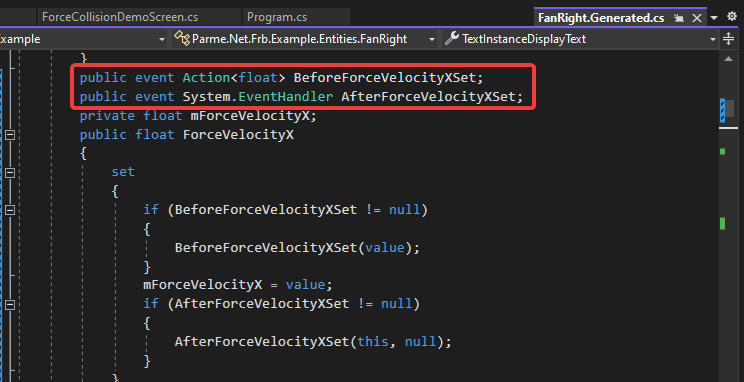 ForceCollisionDemoScreen.cs Program.cs FanRight.Generated.cs
Example Parme.Net.Frb.Example.Entities.FanRight TextInstanceDisplayText
}
public event Action<float> BeforeForceVelocityXSet;
public event System.EventHandler AfterForceVelocityXSet;
private float mForceVelocityX;
public float ForceVelocityX
{
set
{
if (BeforeForceVelocityXSet != null)
{
BeforeForceVelocityXSet(value);
}
mForceVelocityX = value;
if (AfterForceVelocityXSet != null)
{
AfterForceVelocityXSet(this, null);
}
}